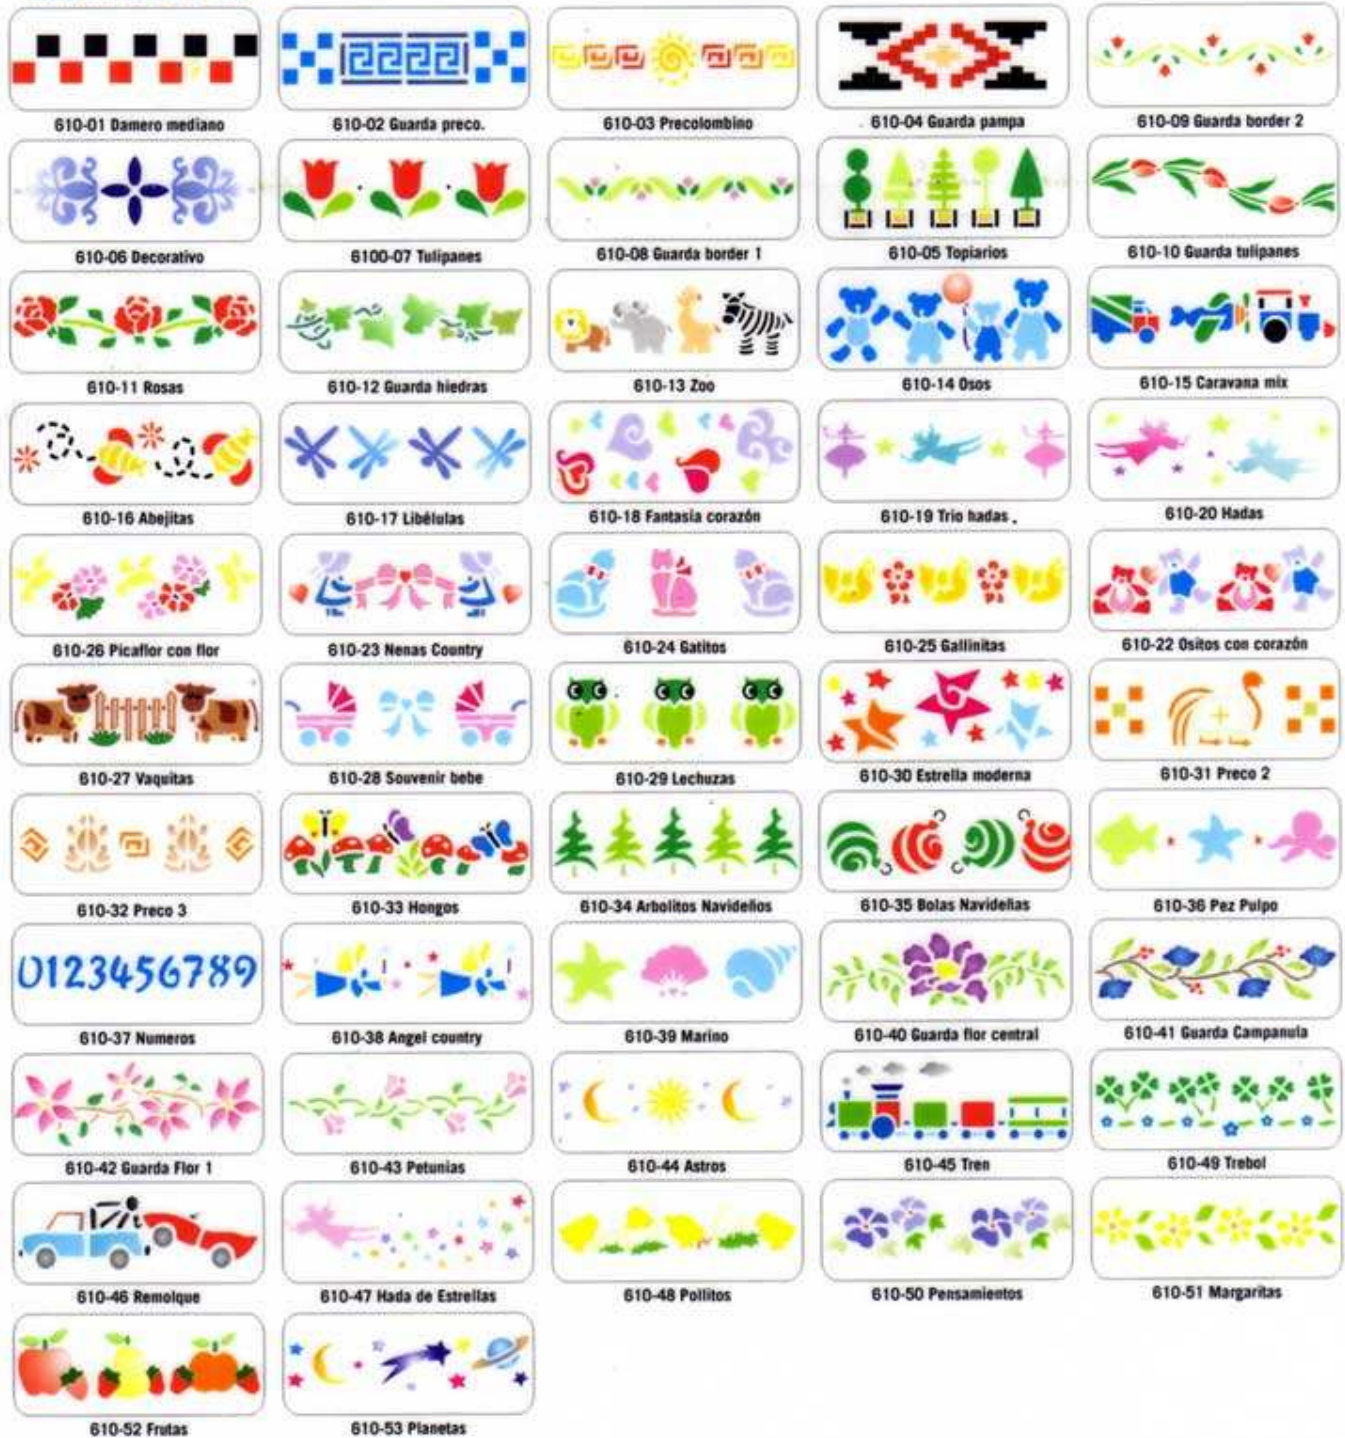 610-01 Damero mediano
610-02 Guarda preco.
610-03 Precolombino
610-04 Guarda pampa
610-09 Guarda border 2
610-06 Decorativo
6100-07 Tulipanes
610-08 Guarda border 1
610-05 Topiarios
610-10 Guarda tulipanes
610-11 Rosas
610-12 Guarda hiedras
610-13 Zoo
610-14 Osos
610-15 Caravana mix
610-16 Abejitas
610-17 Libélulas
610-18 Fantasia corazón
610-19 Trio hadas .
610-20 Hadas
610-26 Picaflor con flor
610-23 Nenas Country
610-24 Gatitos
610-25 Gallinitas
610-22 Ositos con corazón
610-27 Vaquitas
610-28 Souvenir bebe
610-29 Lechuzas
610-30 Estrella moderna
610-31 Preco 2
610-32 Preco 3
610-33 Hongos
610-34 Arbolitos Navideños
610-35 Bolas Navideñas
610-36 Pez Pulpo
0123456789
610-37 Numeros
610-38 Angel country
610-39 Marino
610-40 Guarda flor central
610-41 Guarda Campanula
610-42 Guarda Flor 1
610-43 Petunias
610-44 Astros
610-45 Tren
610-49 Trebol
610-46 Remolque
610-47 Hada de Estrellas
610-48 Pollitos
610-50 Pensamientos
610-51 Margaritas
610-52 Frutas
610-53 Planetas